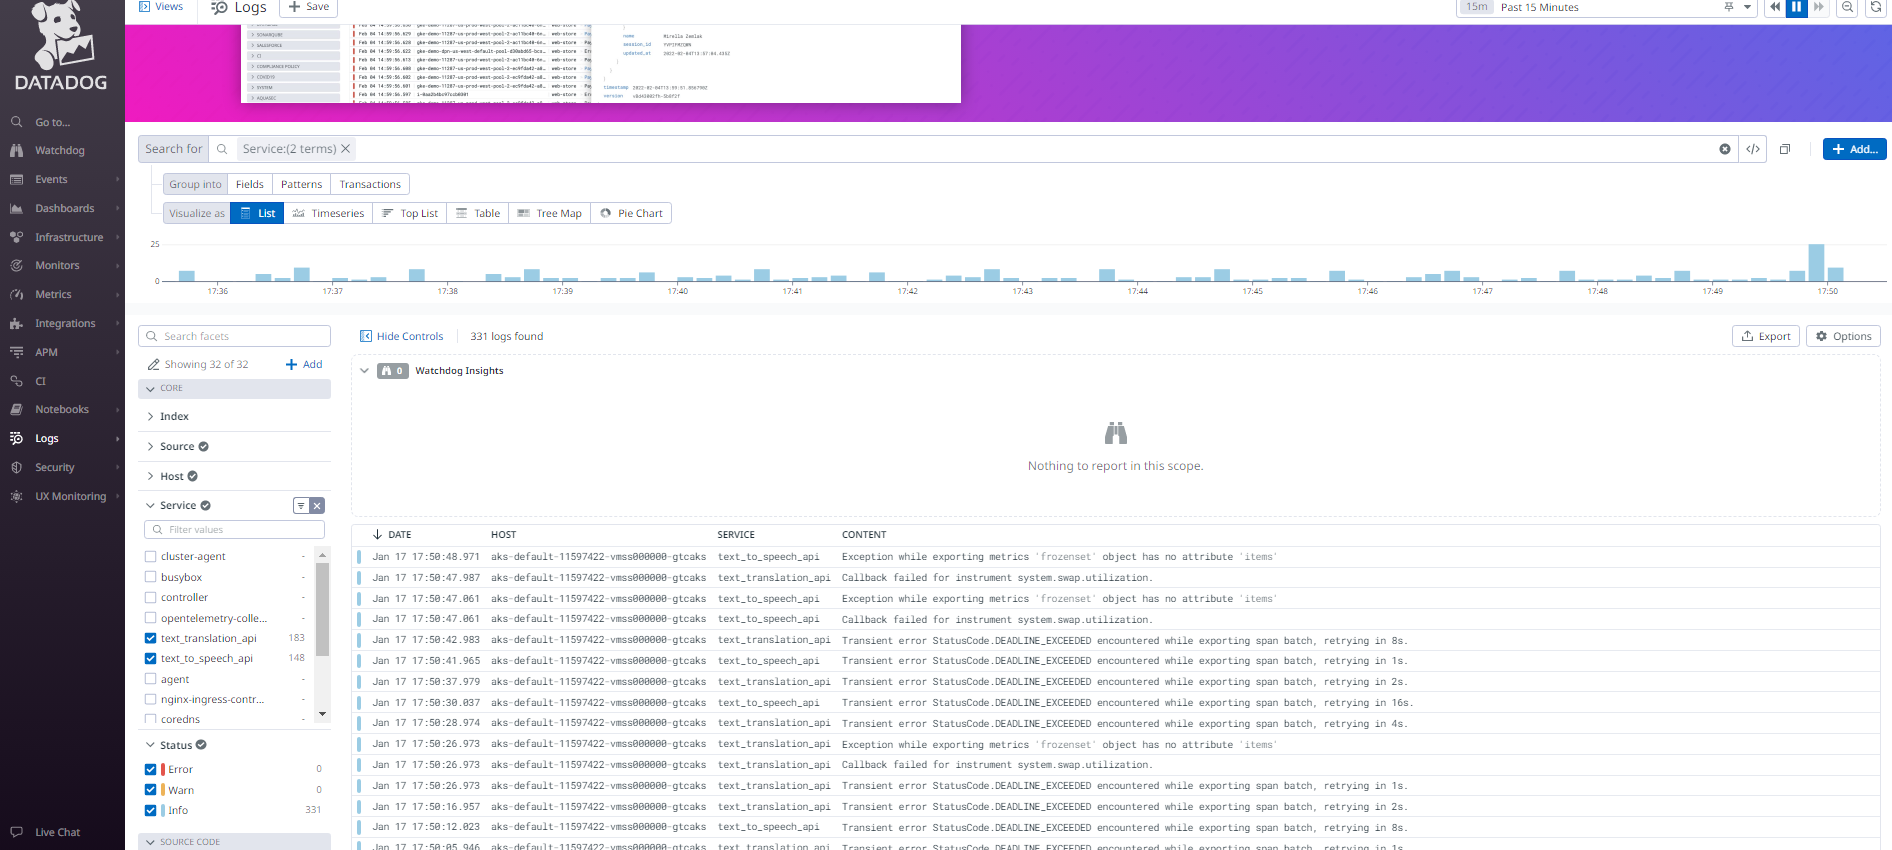 Views
Logs
Save
15m Past 15 Minutes
DATADOG
Go to...
Watchdog
Events
Dashboards
Infrastructure
Monitors
Metrics
Integrations
APM
CI
Notebooks
Logs
Security
UX Monitoring
Live Chat
SONARQUBE
SALESFORCE
CI
COMPLIANCE POLICY
SYSTEM
AQUASEC
name Mirella Zemlak
session_id
updated_at
timestamp
version
Search for Service:(2 terms)
Add...
Group into Fields Patterns Transactions
Visualize as List Timeseries Top List Table Tree Map Pie Chart
25
0
17:36 17:37 17:38 17:39 17:40 17:41 17:42 17:43 17:44 17:45 17:46 17:47 17:48 17:49 17:50
Search facets
Showing 32 of 32 Add
CORE
Index
Source
Host
Service
Filter values
cluster-agent -
busybox -
controller -
opentelemetry-colle... -
text_translation_api 183
text_to_speech_api 148
agent -
nginx-ingress-contr... -
coredns -
Status
Error 0
Warn 0
Info 331
SOURCE CODE
Hide Controls 331 logs found Export Options
0 Watchdog Insights
Nothing to report in this scope.
DATE HOST SERVICE CONTENT
Jan 17 17:50:48.971 aks-default-11597422-vmss000000-gtcaks text_to_speech_api Exception while exporting metrics 'frozenset' object has no attribute 'items'
Jan 17 17:50:47.987 aks-default-11597422-vmss000000-gtcaks text_translation_api Callback failed for instrument system.swap.utilization.
Jan 17 17:50:47.061 aks-default-11597422-vmss000000-gtcaks text_to_speech_api Exception while exporting metrics 'frozenset' object has no attribute 'items'
Jan 17 17:50:47.061 aks-default-11597422-vmss000000-gtcaks text_to_speech_api Callback failed for instrument system.swap.utilization.
Jan 17 17:50:42.983 aks-default-11597422-vmss000000-gtcaks text_translation_api Transient error StatusCode.DEADLINE_EXCEEDED encountered while exporting span batch, retrying in 8s.
Jan 17 17:50:41.965 aks-default-11597422-vmss000000-gtcaks text_to_speech_api Transient error StatusCode.DEADLINE_EXCEEDED encountered while exporting span batch, retrying in 1s.
Jan 17 17:50:37.979 aks-default-11597422-vmss000000-gtcaks text_translation_api Transient error StatusCode.DEADLINE_EXCEEDED encountered while exporting span batch, retrying in 2s.
Jan 17 17:50:30.037 aks-default-11597422-vmss000000-gtcaks text_to_speech_api Transient error StatusCode.DEADLINE_EXCEEDED encountered while exporting span batch, retrying in 16s.
Jan 17 17:50:28.974 aks-default-11597422-vmss000000-gtcaks text_translation_api Transient error StatusCode.DEADLINE_EXCEEDED encountered while exporting span batch, retrying in 4s.
Jan 17 17:50:26.973 aks-default-11597422-vmss000000-gtcaks text_translation_api Exception while exporting metrics 'frozenset' object has no attribute 'items'
Jan 17 17:50:26.973 aks-default-11597422-vmss000000-gtcaks text_translation_api Callback failed for instrument system.swap.utilization.
Jan 17 17:50:26.973 aks-default-11597422-vmss000000-gtcaks text_translation_api Transient error StatusCode.DEADLINE_EXCEEDED encountered while exporting span batch, retrying in 1s.
Jan 17 17:50:16.957 aks-default-11597422-vmss000000-gtcaks text_translation_api Transient error StatusCode.DEADLINE_EXCEEDED encountered while exporting span batch, retrying in 2s.
Jan 17 17:50:12.023 aks-default-11597422-vmss000000-gtcaks text_to_speech_api Transient error StatusCode.DEADLINE_EXCEEDED encountered while exporting span batch, retrying in 8s.
Jan 17 17:50:05.946 aks-default-11597422-vmss000000-gtcaks text_translation_api Transient error StatusCode.DEADLINE_EXCEEDED encountered while exporting span batch, retrying in 1s.